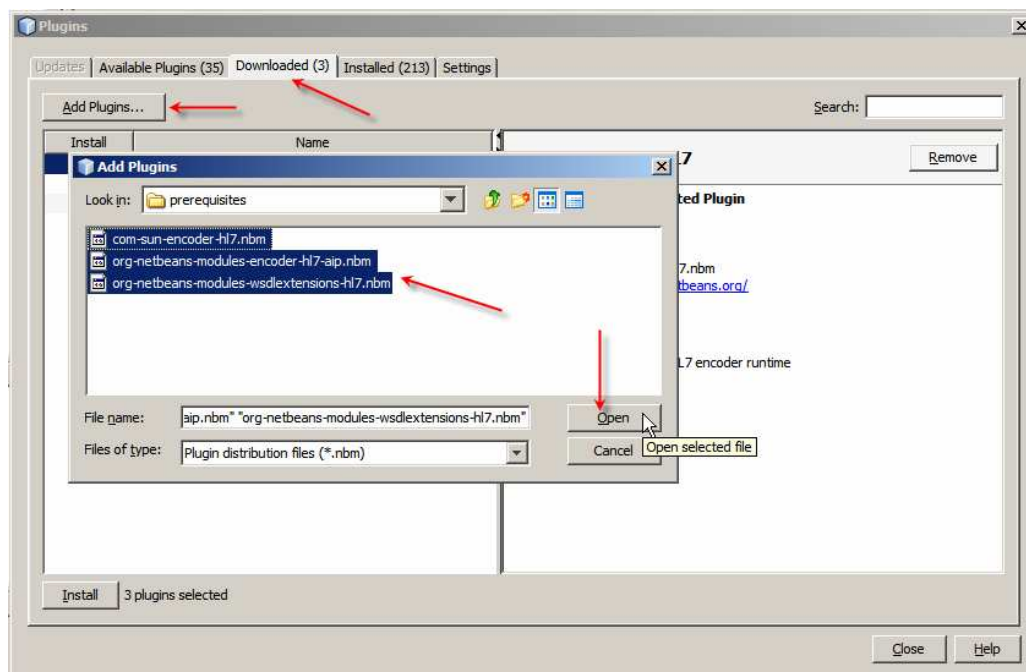 Plugins
Updates Available Plugins (35) Downloaded (3) Installed (213) Settings
Add Plugins... Search:
Install Name
Add Plugins
.7 Remove
Look in: prerequisites
ted Plugin
com-sun-encoder-hl7.nbm
org-netbeans-modules-encoder-hl7-aip.nbm
org-netbeans-modules-wsdlextensions-hl7.nbm
7.nbm
tbeans.org/
L7 encoder runtime
File name: aip.nbm" "org-netbeans-modules-wsdlextensions-hl7.nbm" Open
Files of type: Plugin distribution files (*.nbm) Cancel
Open selected file
Install 3 plugins selected
Close Help